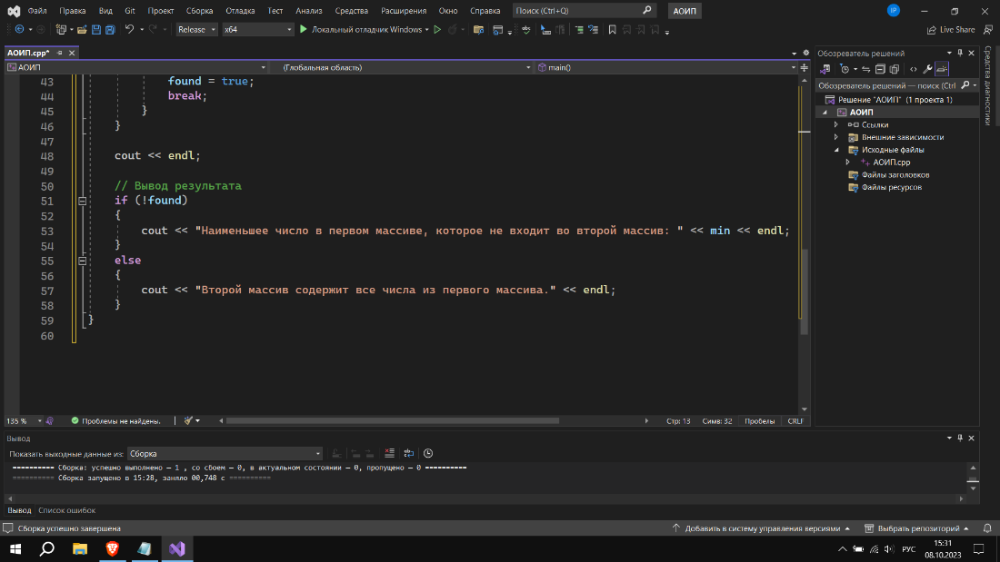 Файл Правка Вид Git Проект Сборка Отладка Тест Анализ Средства Расширения Окно Справка Поиск (Ctrl+Q) АОИП IP
Release x64 Локальный отладчик Windows Live Share
АОИП.cpp*
АОИП (Глобальная область) main()
43 found = true;
44 break;
45 }
46 }
47
48 cout << endl;
49
50 // Вывод результата
51 if (!found)
52 {
53 cout << "Наименьшее число в первом массиве, которое не входит во второй массив: " << min << endl;
54 }
55 else
56 {
57 cout << "Второй массив содержит все числа из первого массива." << endl;
58 }
59 }
60
135 % Проблемы не найдены. Стр: 13 Симв: 32 Пробелы CRLF
Обозреватель решений
Обозреватель решений — поиск (Ctrl
Решение "АОИП" (1 проекта 1)
АОИП
Ссылки
Внешние зависимости
Исходные файлы
АОИП.cpp
Файлы заголовков
Файлы ресурсов
Средства диагностики
Вывод
Показать выходные данные из: Сборка
========== Сборка: успешно выполнено — 1 , со сбоем — 0, в актуальном состоянии — 0, пропущено — 0 ==========
========== Сборка запущено в 15:28, заняло 00,748 с ==========
Вывод Список ошибок
Сборка успешно завершена Добавить в систему управления версиями Выбрать репозиторий
РУС 15:31
08.10.2023